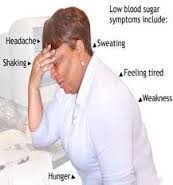 Low blood sugar
symptoms include:
Headache
Sweating
Shaking
Feeling tired
Weakness
Hunger